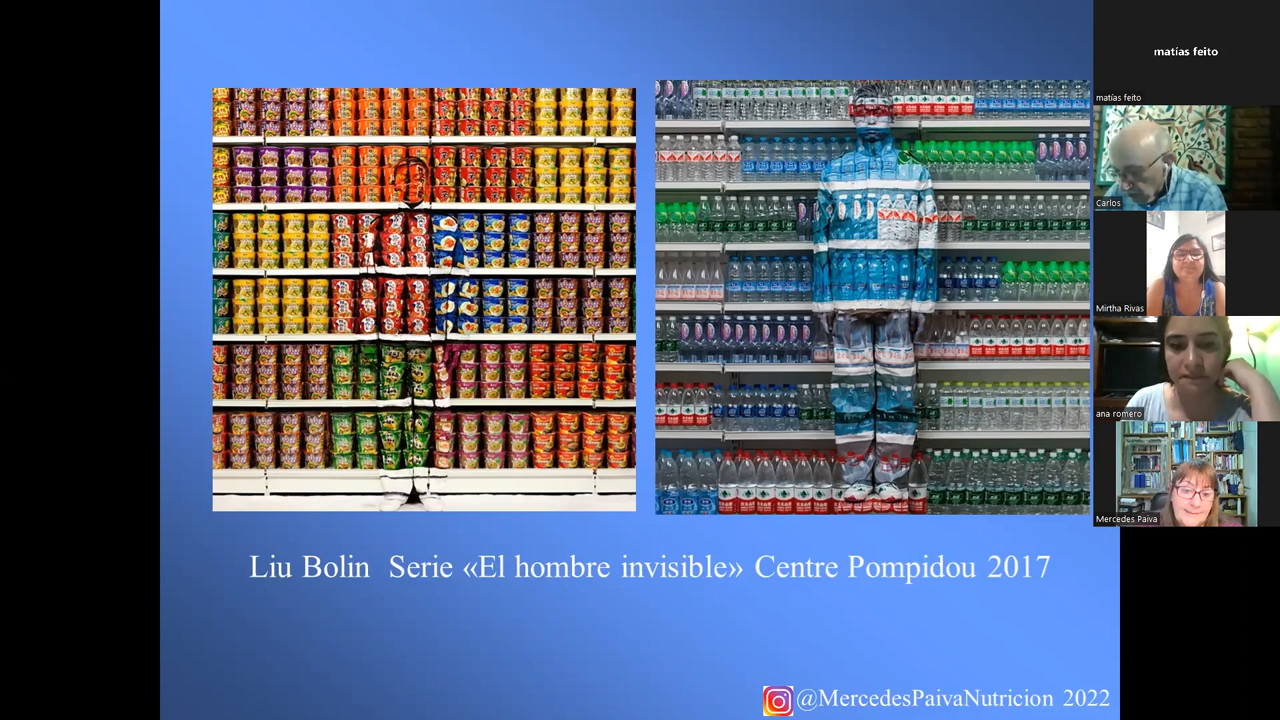 matías feito
matías feito
Carlos
Mirtha Rivas
ana romero
Mercedes Paiva
Liu Bolin Serie «El hombre invisible» Centre Pompidou 2017
@MercedesPaivaNutricion 2022